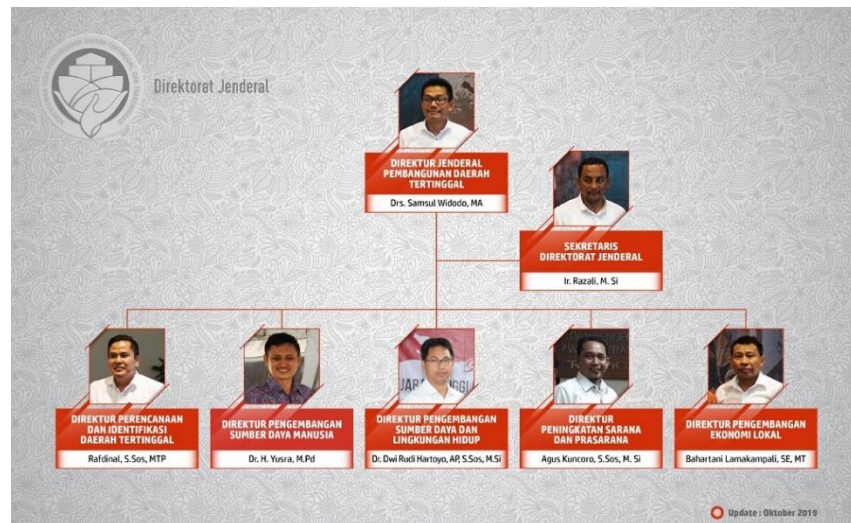 Direktorat Jenderal
DIREKTUR JENDERAL
PEMBANGUNAN DAERAH
TERTINGGAL
Drs. Samsul Widodo, MA
SEKRETARIS
DIREKTORAT JENDERAL
Ir. Razali, M. Si
DIREKTUR PERENCANAAN
DAN IDENTIFIKASI
DAERAH TERTINGGAL
Rafdinal, S.Sos, MTP
DIREKTUR PENGEMBANGAN
SUMBER DAYA MANUSIA
Dr. H. Yusra, M.Pd
DIREKTUR PENGEMBANGAN
SUMBER DAYA DAN
LINGKUNGAN HIDUP
Dr. Dwi Rudi Hartoyo, AP, S.Sos, M.Si
DIREKTUR
PENINGKATAN SARANA
DAN PRASARANA
Agus Kuncoro, S.Sos, M. Si
DIREKTUR PENGEMBANGAN
EKONOMI LOKAL
Bahartani Lamakampali, SE, MT
Update : Oktober 2019